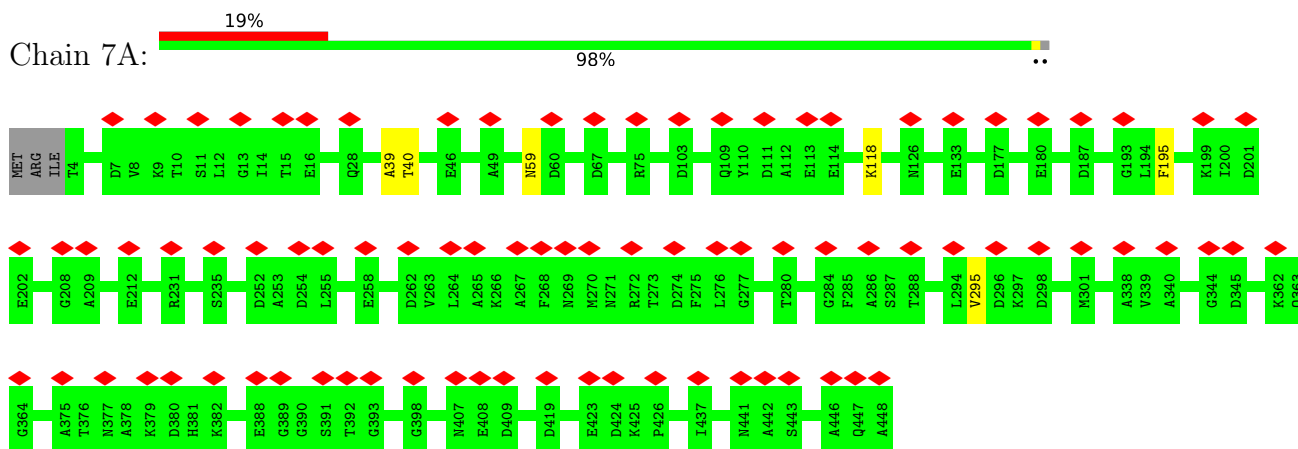 19%
Chain 7A:
98%
••
MET ARG ILE T4 D7 V8 K9 T10 S11 L12 G13 I14 T15 E16 Q28 A39 T40 E46 A49 N59 D60 D67 R75 D103 Q109 Y110 D111 A112 E113 E114 K118 N126 E133 D177 E180 D187 G193 L194 F195 K199 I200 D201
E202 G208 A209 E212 R231 S235 D252 A253 D254 L255 E258 D262 V263 L264 A265 K266 A267 F268 N269 M270 N271 R272 T273 D274 F275 L276 G277 T280 G284 F285 A286 S287 T288 L294 V295 D296 K297 D298 M301 A338 V339 A340 G344 D345 K362 D363
G364 A375 T376 N377 A378 K379 D380 H381 K382 E388 G389 G390 S391 T392 G393 G398 N407 E408 D409 D419 E423 D424 K425 P426 I437 N441 A442 S443 A446 Q447 A448